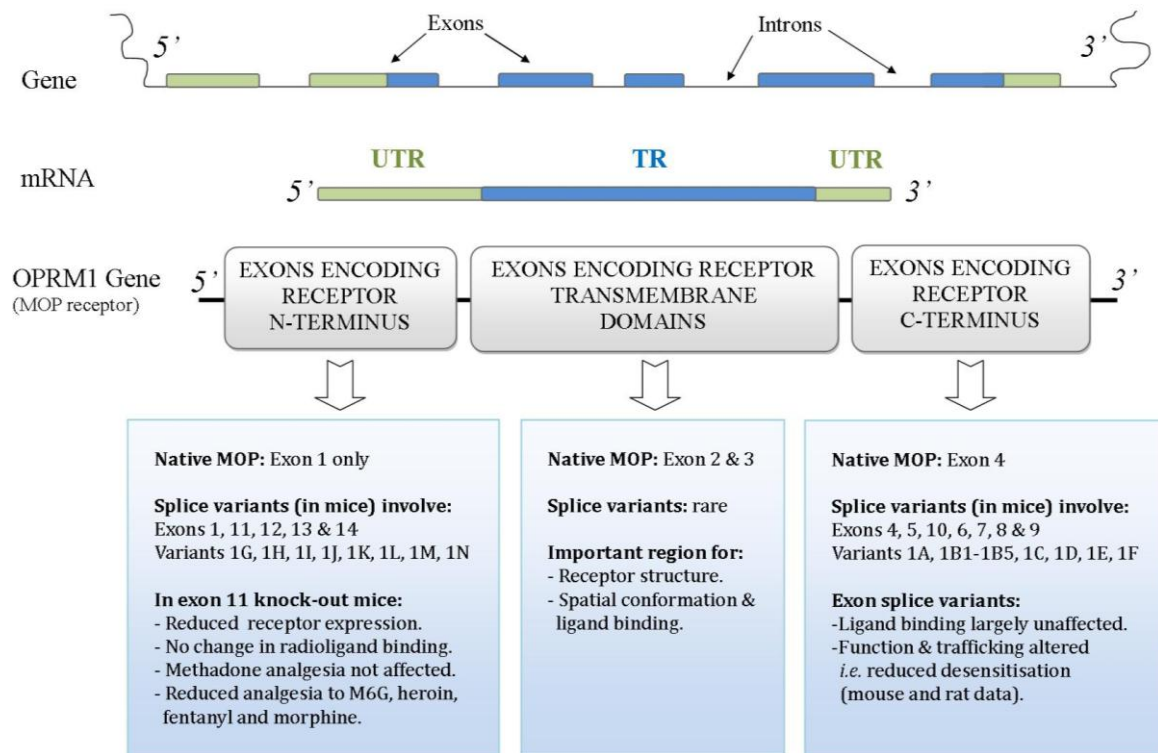 Exons
Introns
5’
3’
Gene
UTR
TR
UTR
mRNA
5’
3’
OPRM1 Gene
(MOP receptor)
5’
EXONS ENCODING
RECEPTOR
N-TERMINUS
EXONS ENCODING RECEPTOR
TRANSMEMBRANE
DOMAINS
EXONS ENCODING
RECEPTOR
C-TERMINUS
3’
Native MOP: Exon 1 only
Splice variants (in mice) involve:
Exons 1, 11, 12, 13 & 14
Variants 1G, 1H, 1I, 1J, 1K, 1L, 1M, 1N
In exon 11 knock-out mice:
- Reduced receptor expression.
- No change in radioligand binding.
- Methadone analgesia not affected.
- Reduced analgesia to M6G, heroin,
fentanyl and morphine.
Native MOP: Exon 2 & 3
Splice variants: rare
Important region for:
- Receptor structure.
- Spatial conformation &
ligand binding.
Native MOP: Exon 4
Splice variants (in mice) involve:
Exons 4, 5, 10, 6, 7, 8 & 9
Variants 1A, 1B1-1B5, 1C, 1D, 1E, 1F
Exon splice variants:
-Ligand binding largely unaffected.
-Function & trafficking altered
i.e. reduced desensitisation
(mouse and rat data).